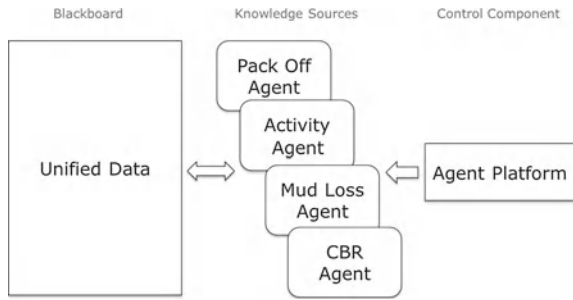 Blackboard
Knowledge Sources
Control Component
Pack Off
Agent
Activity
Agent
Unified Data
Mud Loss
Agent
Agent Platform
CBR
Agent